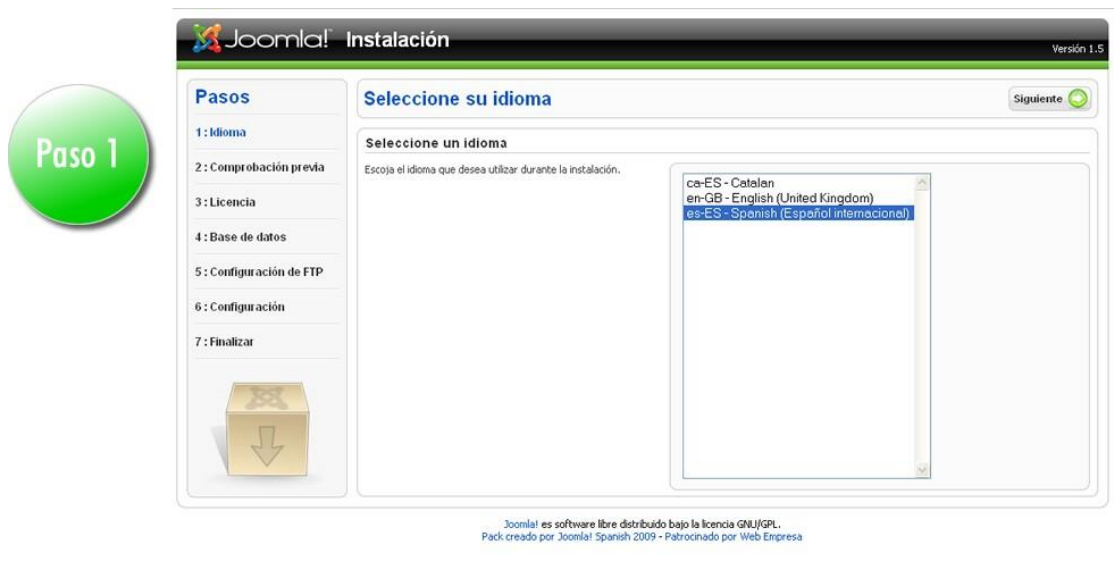 Joomla! Instalación
Versión 1.5
Paso 1
Pasos
1 : Idioma
2 : Comprobación previa
3 : Licencia
4 : Base de datos
5 : Configuración de FTP
6 : Configuración
7 : Finalizar
Seleccione su idioma
Siguiente
Seleccione un idioma
Escoja el idioma que desea utilizar durante la instalación.
ca-ES - Catalan
en-GB - English (United Kingdom)
es-ES - Spanish (Español internacional)
Joomla! es software libre distribuido bajo la licencia GNU/GPL.
Pack creado por Joomla! Spanish 2009 - Patrocinado por Web Empresa